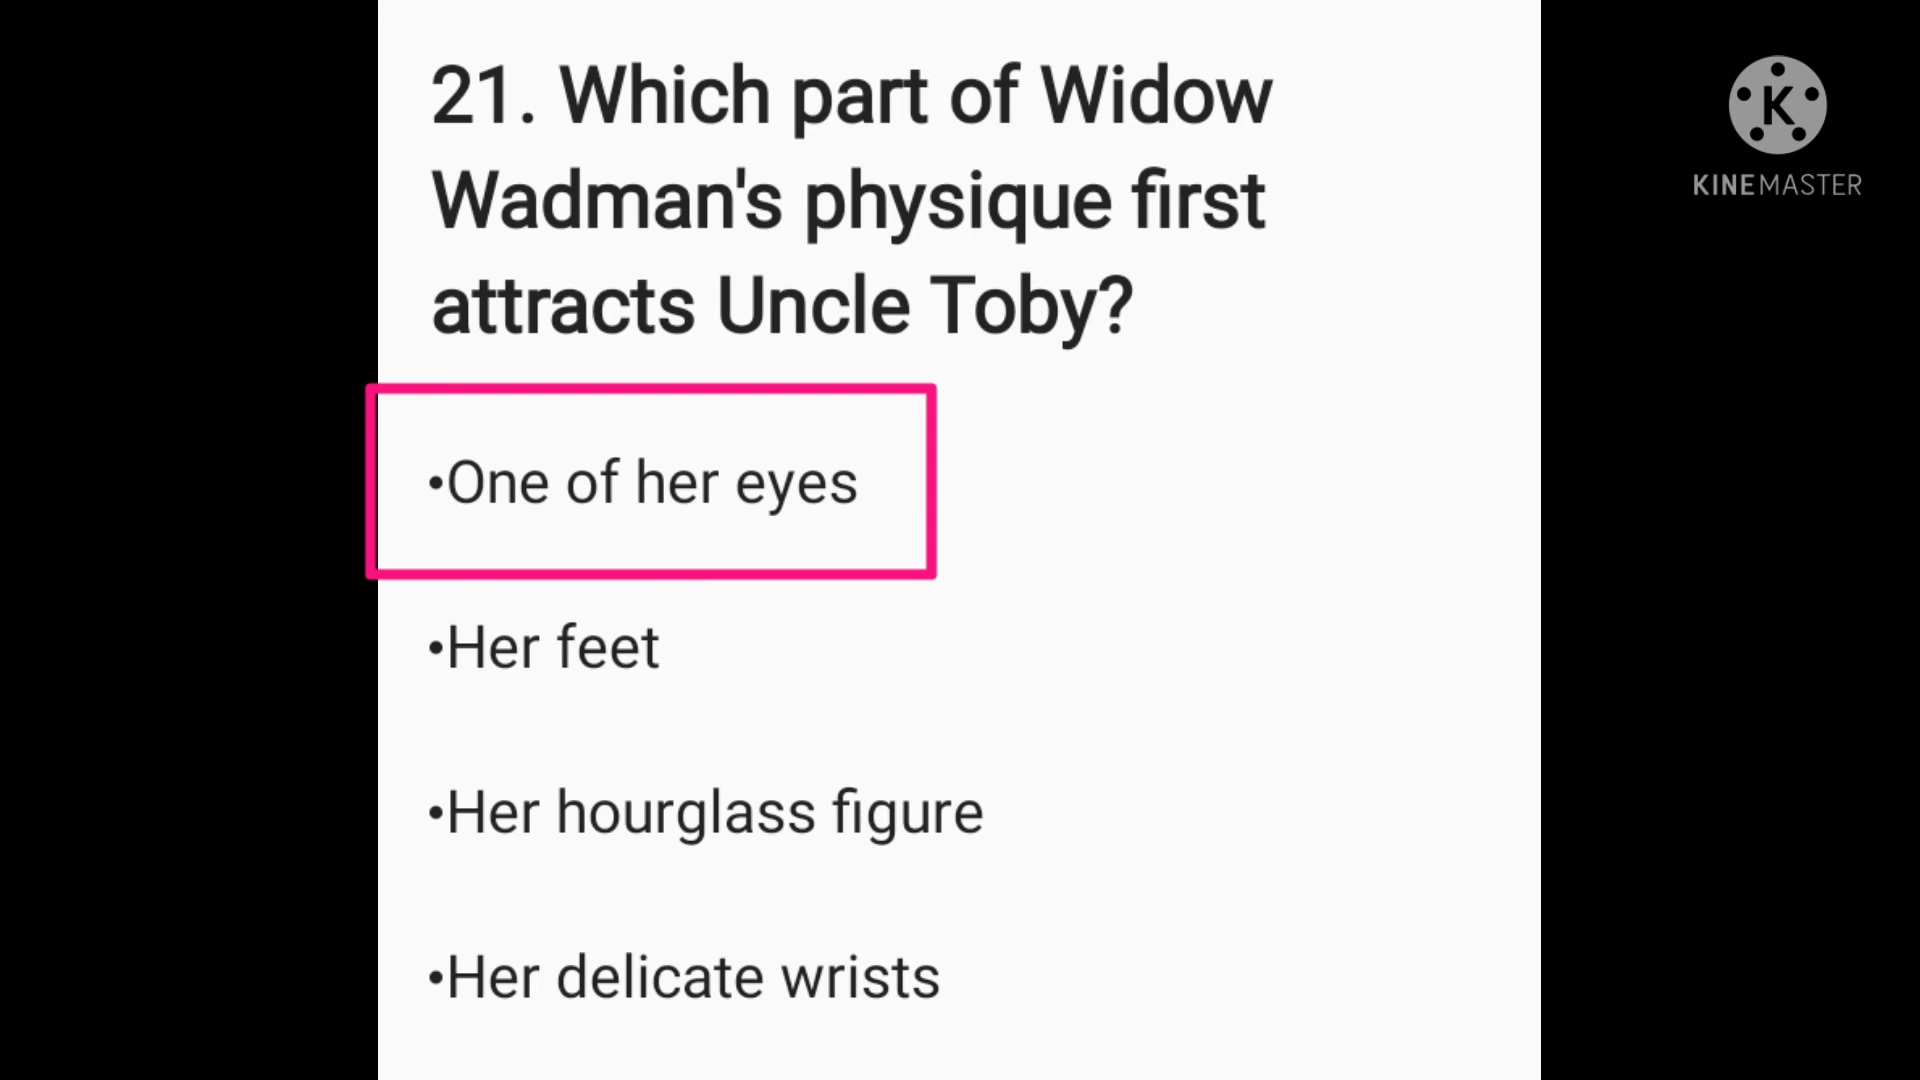 21. Which part of Widow
Wadman's physique first
attracts Uncle Toby?
•One of her eyes
•Her feet
•Her hourglass figure
•Her delicate wrists
K
KINEMASTER